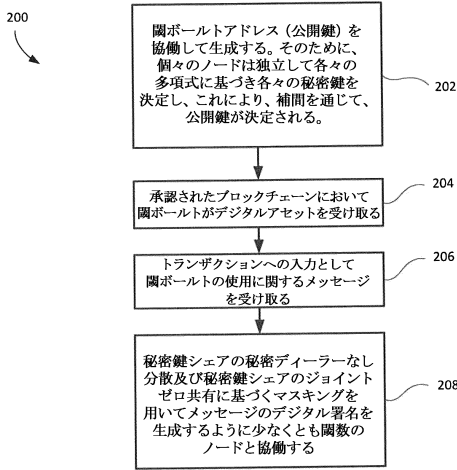 200
閾ボールトアドレス（公開鍵）を
協働して生成する。そのために、
個々のノードは独立して各々の
多項式に基づき各々の秘密鍵を
決定し、これにより、補間を通じて、
公開鍵が決定される。
202
承認されたブロックチェーンにおいて
閾ボールトがデジタルアセットを受け取る
204
トランザクションへの入力として
閾ボールトの使用に関するメッセージ
を受け取る
206
秘密鍵シェアの秘密ディーラーなし
分散及び秘密鍵シェアのジョイント
ゼロ共有に基づくマスキングを
用いてメッセージのデジタル署名を
生成するように少なくとも閾数の
ノードと協働する
208